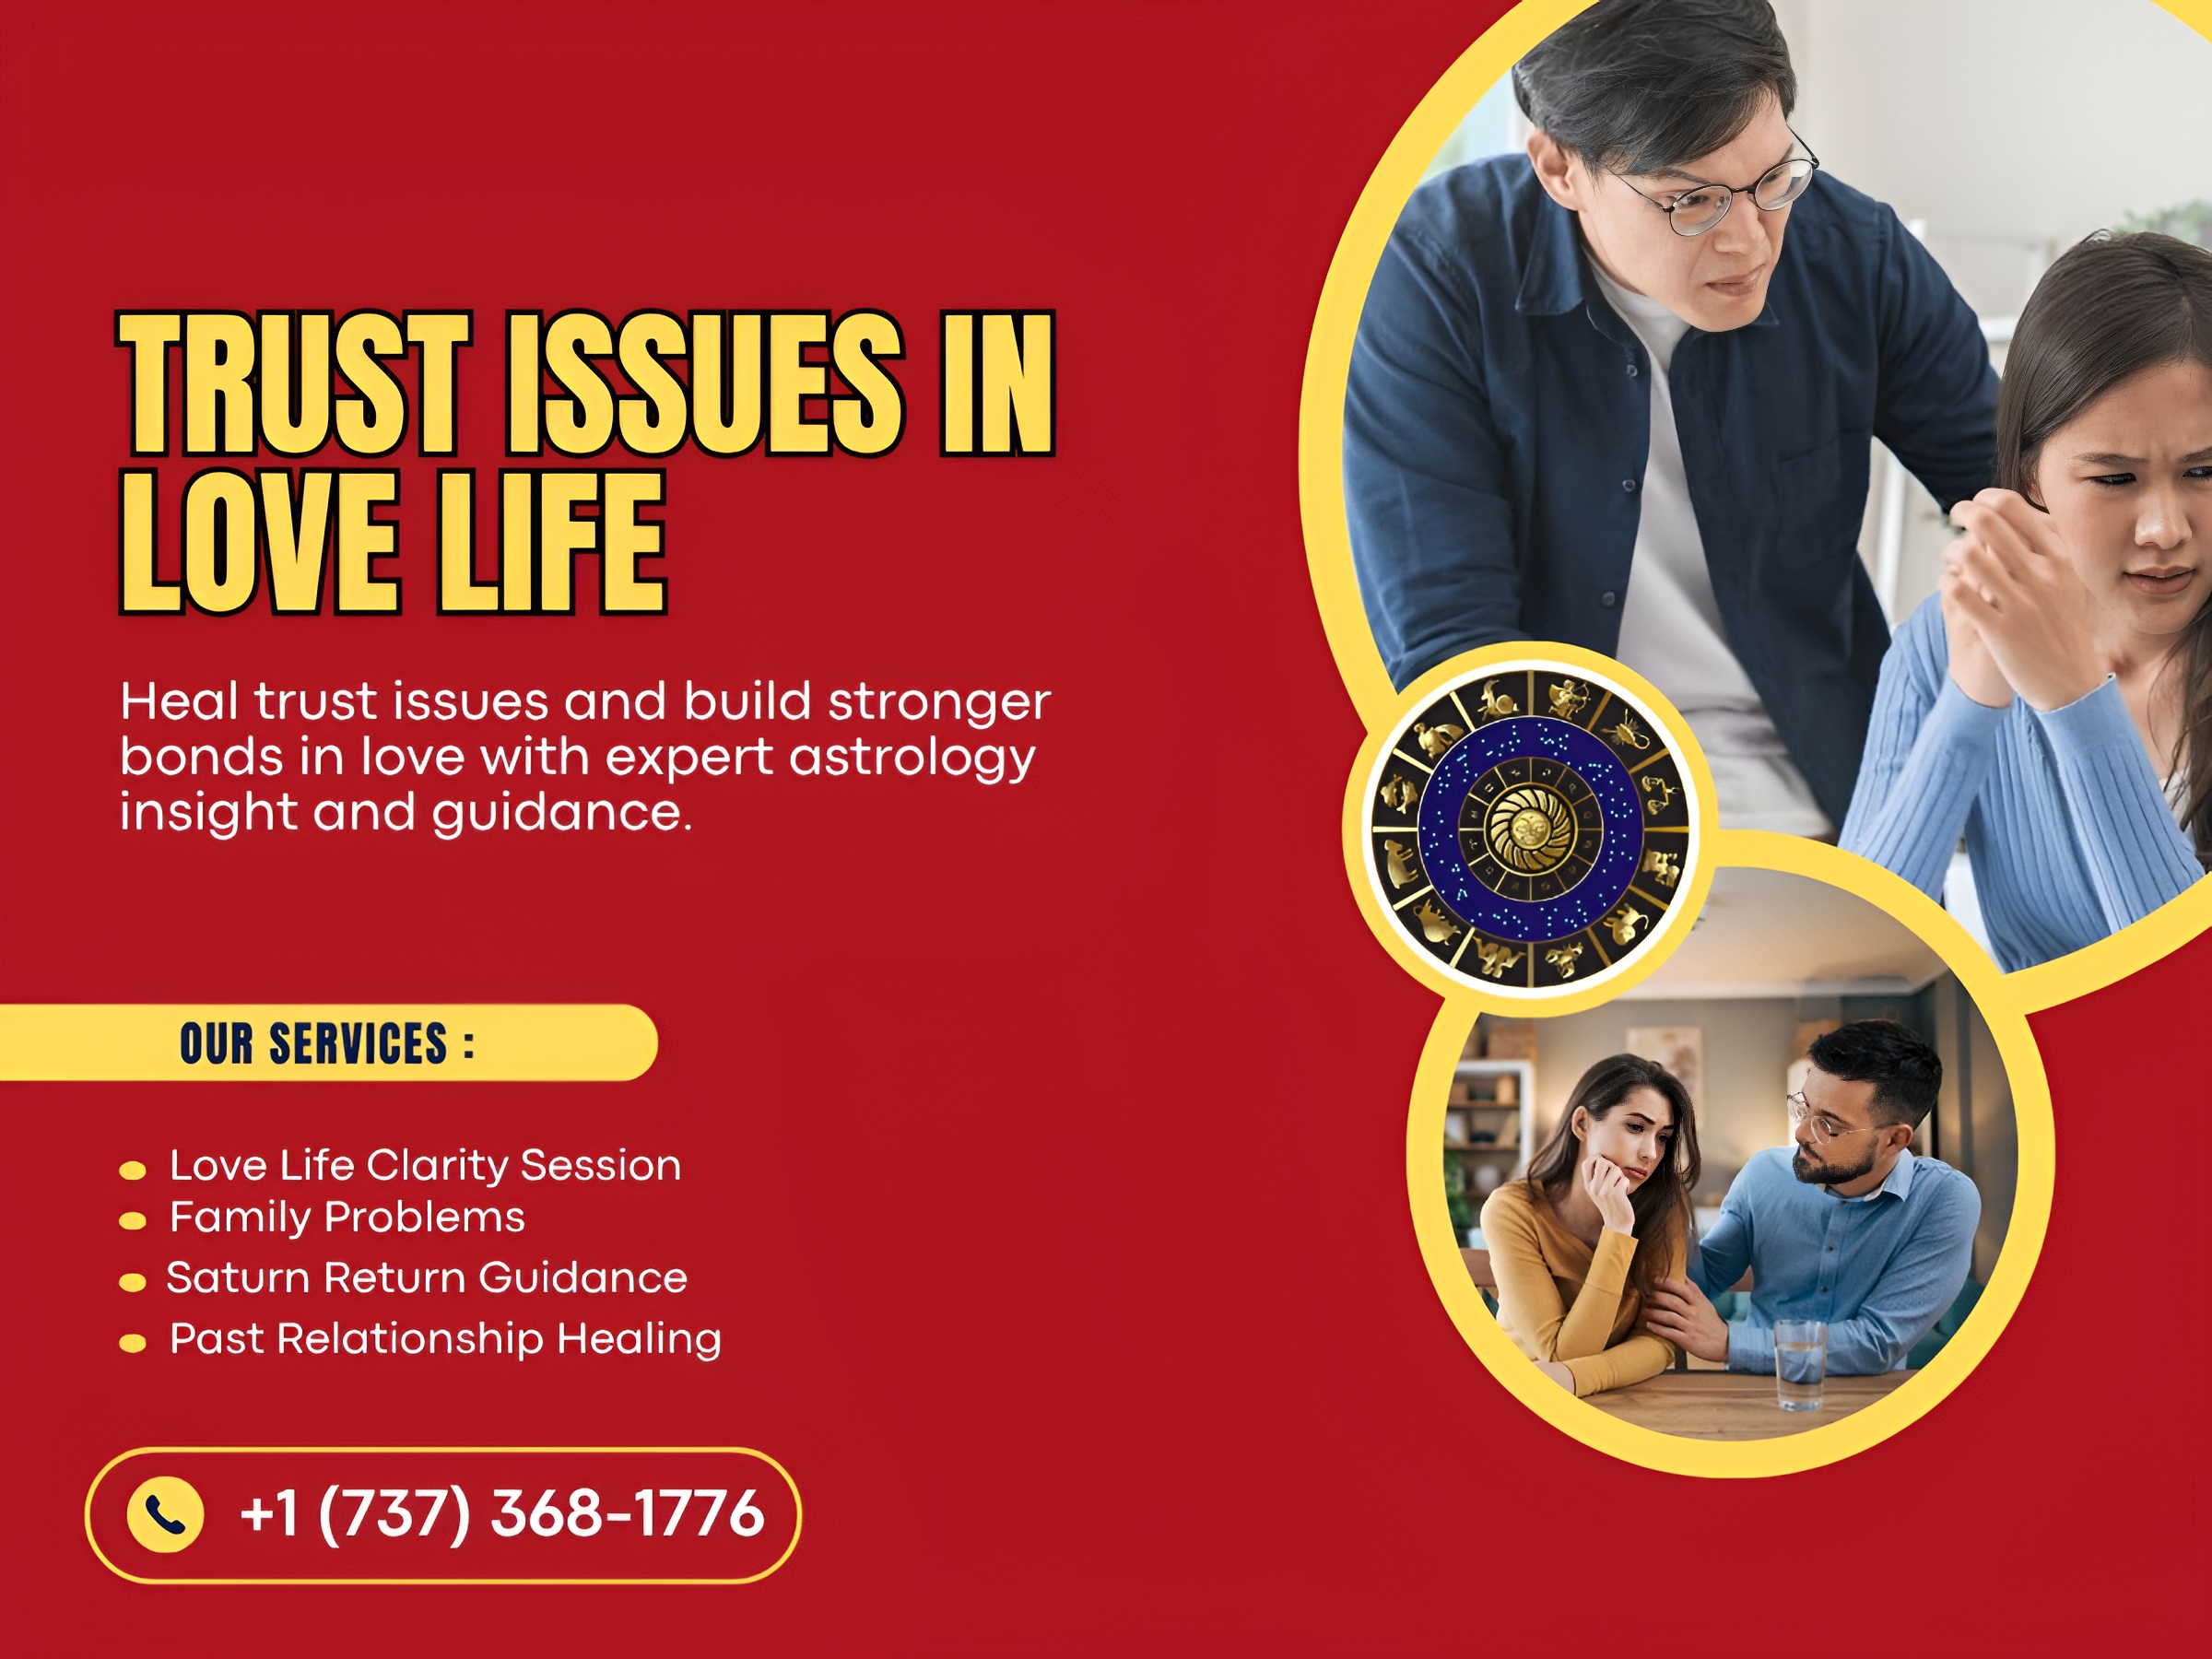 TRUST ISSUES IN
LOVE LIFE
Heal trust issues and build stronger
bonds in love with expert astrology
insight and guidance.
OUR SERVICES :
Love Life Clarity Session
Family Problems
Saturn Return Guidance
Past Relationship Healing
+1 (737) 368-1776